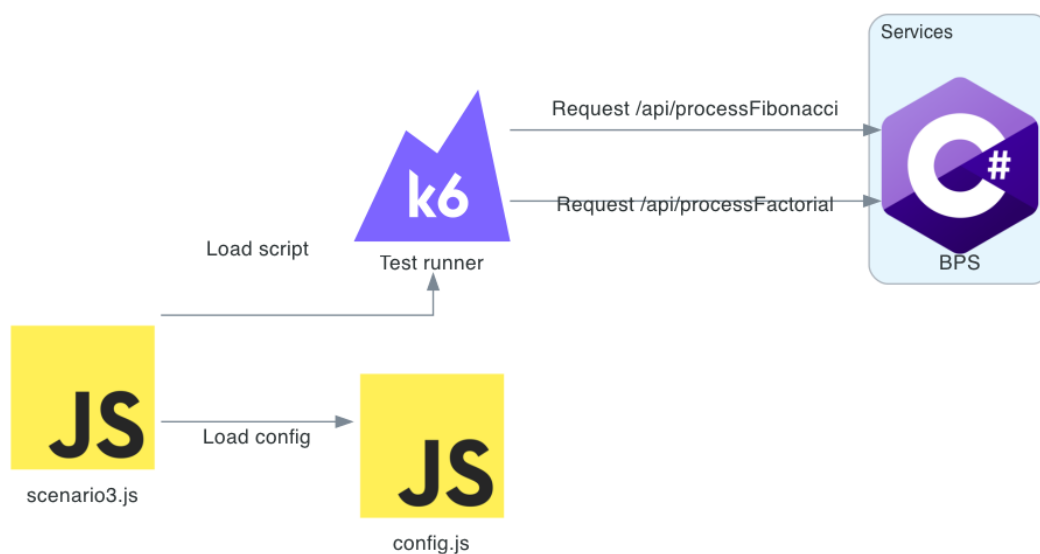 Services
Request /api/processFibonacci
k6
C#
Request /api/processFactorial
Load script
Test runner
BPS
JS
Load config
JS
scenario3.js
config.js